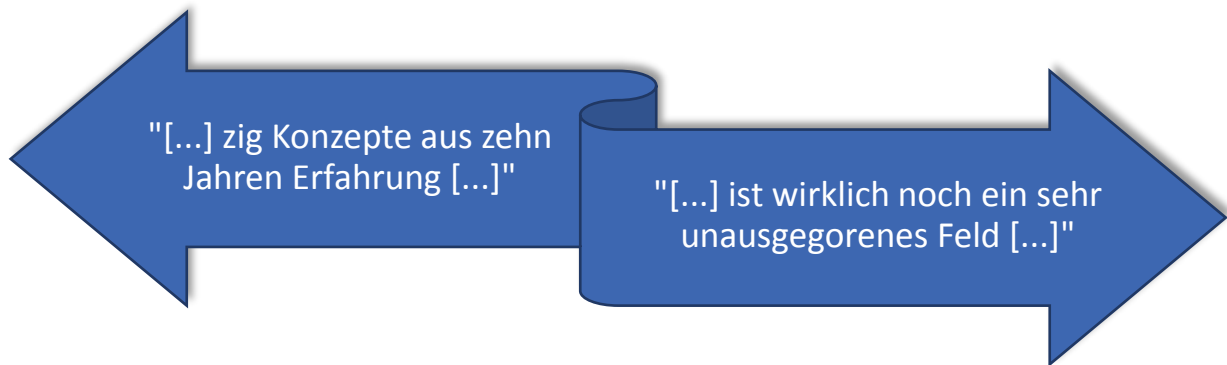 "[...] zig Konzepte aus zehn
Jahren Erfahrung [...]"
"[...] ist wirklich noch ein sehr
unausgegorenes Feld [...]"